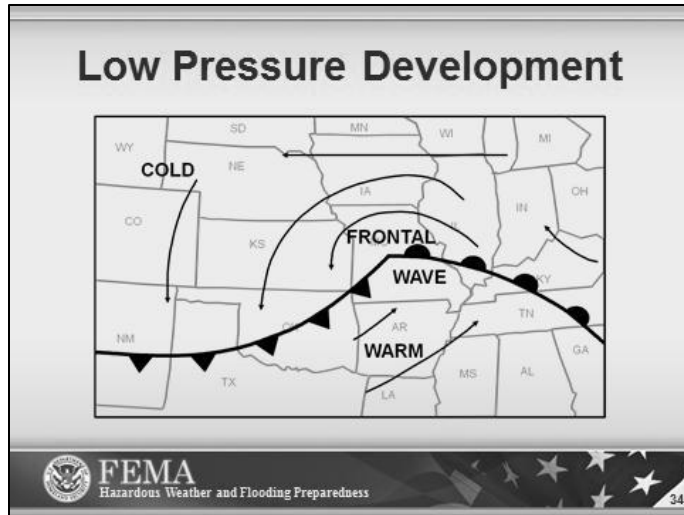 Low Pressure Development
SD
MN
WI
MI
WY
COLD
NE
IA
OH
IN
CO
KS
FRONTAL
WAVE
KY
NM
AR
TN
WARM
GA
TX
MS
AL
LA
FEMA
Hazardous Weather and Flooding Preparedness
34